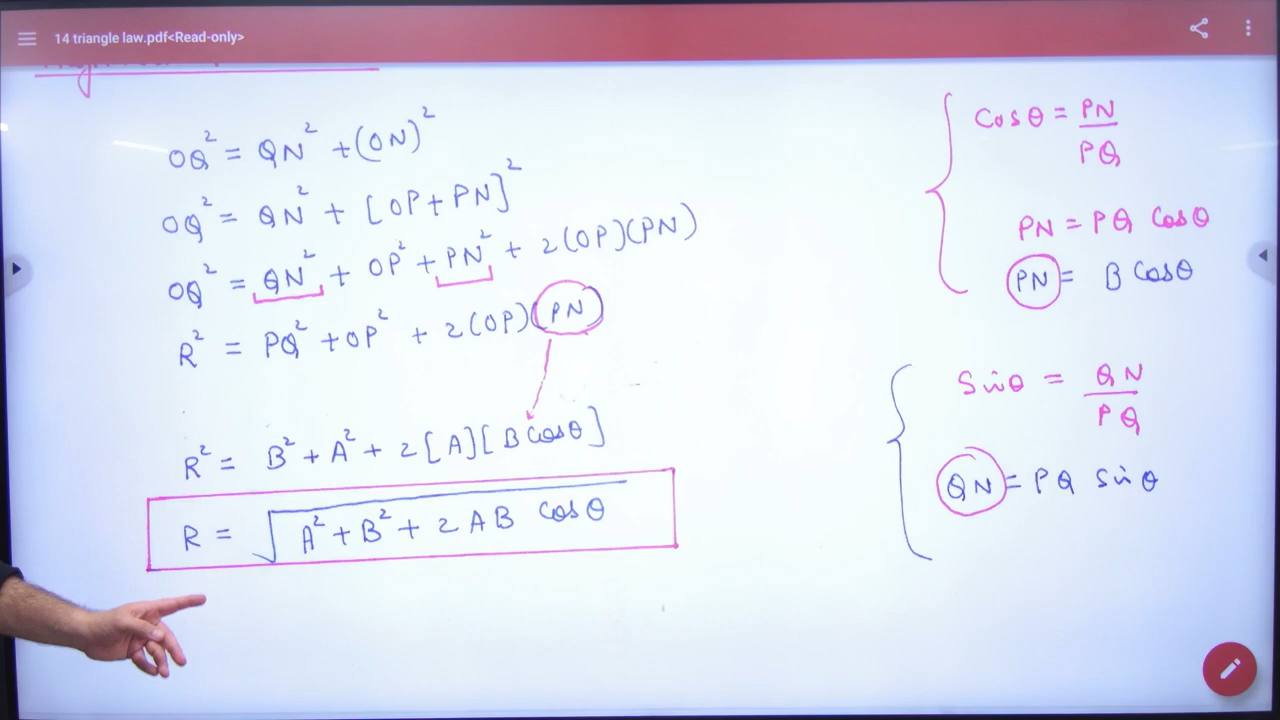 14 triangle law.pdf<Read-only>
OQ² = QN² + (ON)²
OQ² = QN² + [OP + PN]²
OQ² = QN² + OP² + PN² + 2(OP)(PN)
R² = PQ² + OP² + 2(OP)(PN)
R² = B² + A² + 2[A][B Cosθ]
R = √A² + B² + 2AB Cosθ
Cosθ = PN/PQ
PN = PQ Cosθ
PN = B Cosθ
Sinθ = QN/PQ
QN = PQ Sinθ